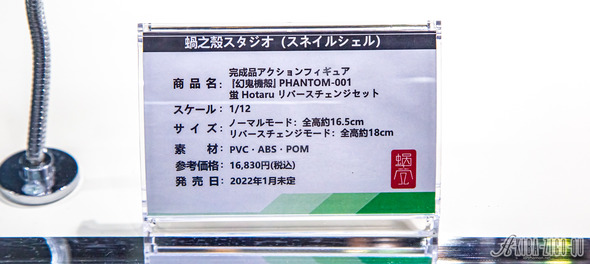 蝸之殻スタジオ（スネイルシェル）
完成品アクションフィギュア
商品名：[幻鬼機殻] PHANTOM-001
蛍 Hotaru リバースチェンジセット
スケール：1/12
サイズ：ノーマルモード：全高約16.5cm
リバースチェンジモード：全高約18cm
素　材：PVC・ABS・POM
参考価格：16,830円(税込)
発売日：2022年1月未定